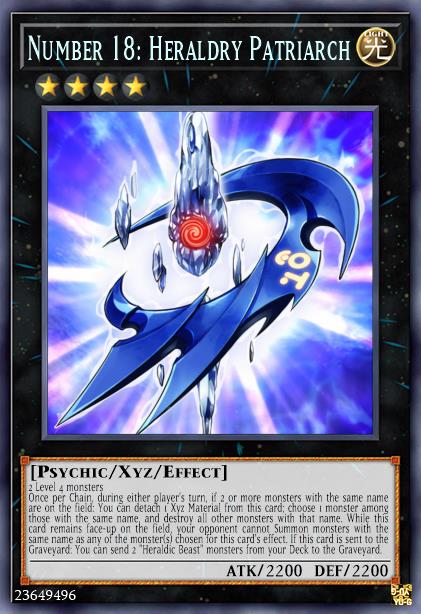 Number 18: Heraldry Patriarch
LIGHT
光
[Psychic/Xyz/Effect]
2 Level 4 monsters
Once per Chain, during either player's turn, if 2 or more monsters with the same name
are on the field: You can detach 1 Xyz Material from this card; choose 1 monster among
those with the same name, and destroy all other monsters with that name. While this
card remains face-up on the field, your opponent cannot Summon monsters with the
same name as any of the monster(s) chosen for this card's effect. If this card is sent to the
Graveyard: You can send 2 "Heraldic Beast" monsters from your Deck to the Graveyard.
ATK/2200 DEF/2200
23649496